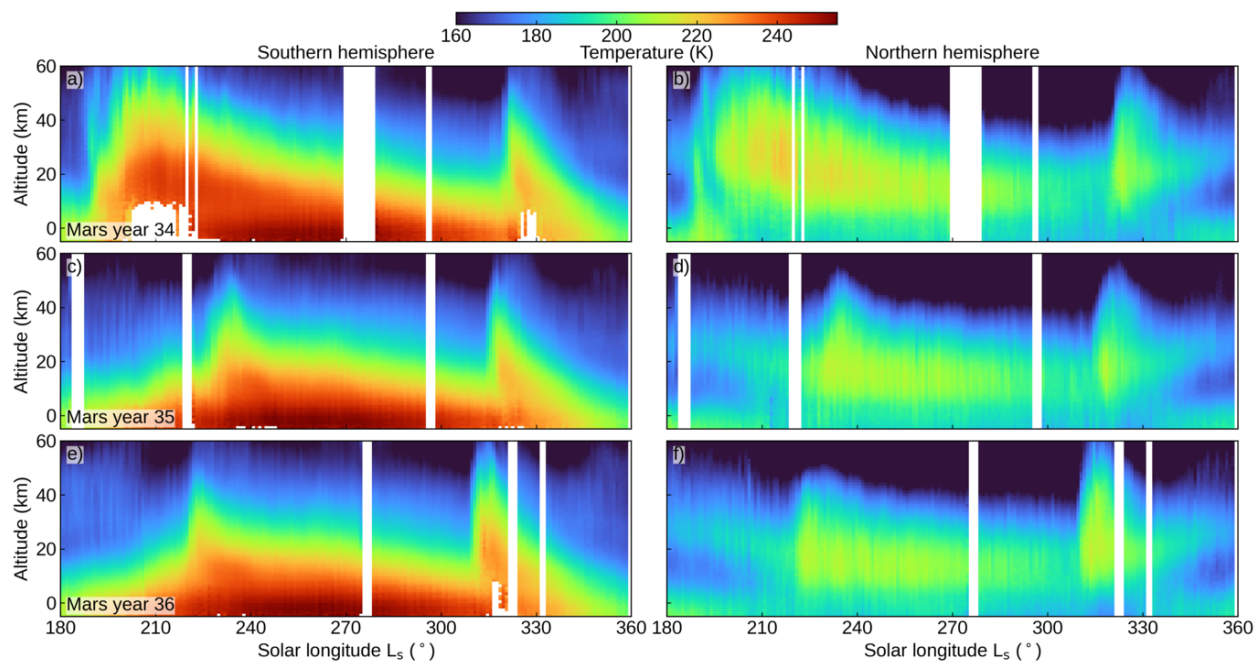 160 180 200 220 240
Southern hemisphere Temperature (K) Northern hemisphere
60 a) b)
Altitude (km)
40
20
0
Mars year 34
60 c) d)
Altitude (km)
40
20
0
Mars year 35
60 e) f)
Altitude (km)
40
20
0
Mars year 36
180 210 240 270 300 330 360 180 210 240 270 300 330 360
Solar longitude Ls (°) Solar longitude Ls (°)